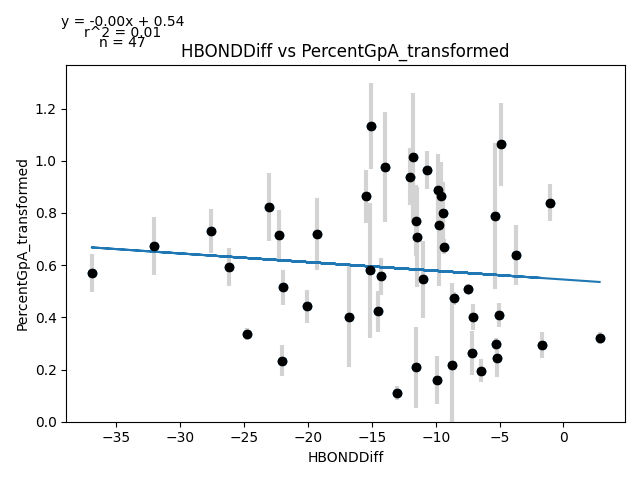 y = -0.00x + 0.54
r^2 = 0.01
n = 47
HBONDDiff vs PercentGpA_transformed
1.2
1.0
0.8
0.6
0.4
0.2
0.0
PercentGpA_transformed
−35
−30
−25
−20
−15
−10
−5
0
HBONDDiff